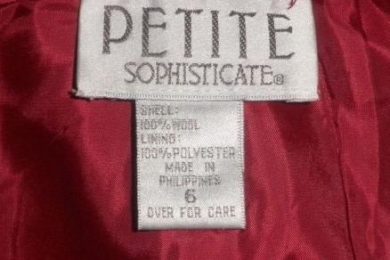 PETITE
SOPHISTICATE®
SHELL:
100% WOOL
LINING:
100% POLYESTER
MADE IN
PHILIPPINES
6
OVER FOR CARE